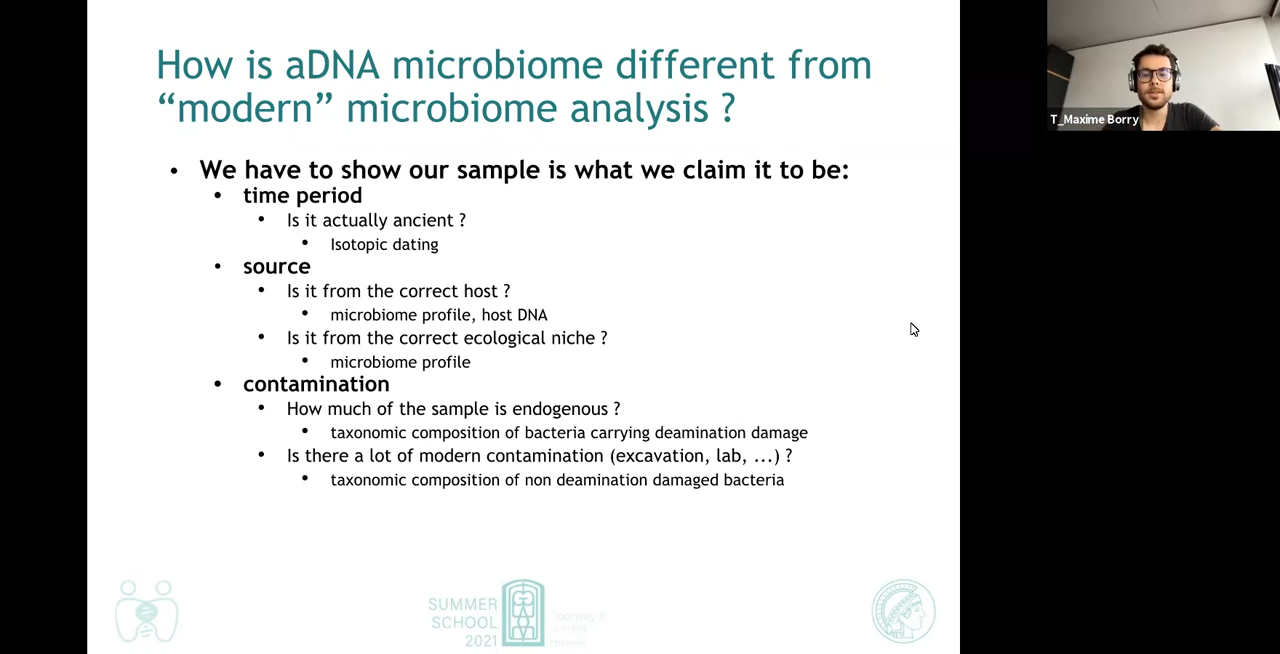 How is aDNA microbiome different from
“modern” microbiome analysis ?
• We have to show our sample is what we claim it to be:
• time period
• Is it actually ancient ?
• Isotopic dating
• source
• Is it from the correct host ?
• microbiome profile, host DNA
• Is it from the correct ecological niche ?
• microbiome profile
• contamination
• How much of the sample is endogenous ?
• taxonomic composition of bacteria carrying deamination damage
• Is there a lot of modern contamination (excavation, lab, ...) ?
• taxonomic composition of non deamination damaged bacteria
SUMMER
SCHOOL
2021
T_Maxime Borry